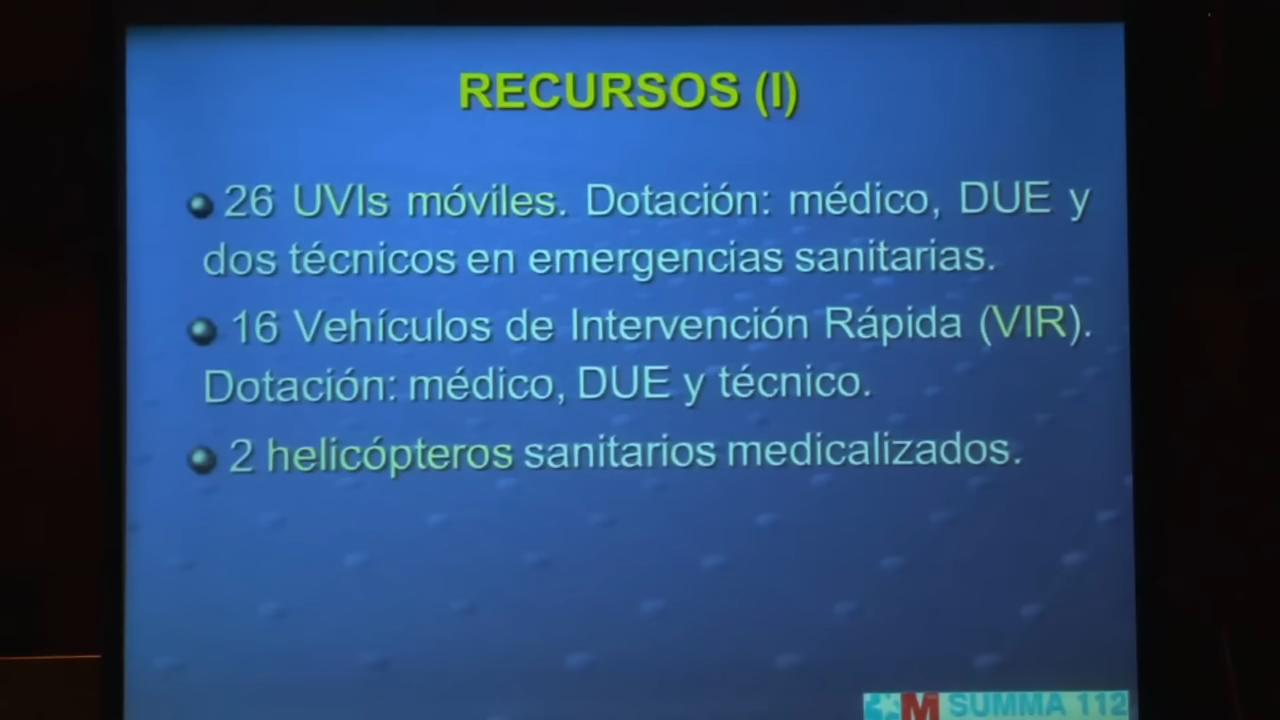 RECURSOS (I)
26 UVIs móviles. Dotación: médico, DUE y
dos técnicos en emergencias sanitarias.
16 Vehículos de Intervención Rápida (VIR).
Dotación: médico, DUE y técnico.
2 helicópteros sanitarios medicalizados.
M SUMMA 112